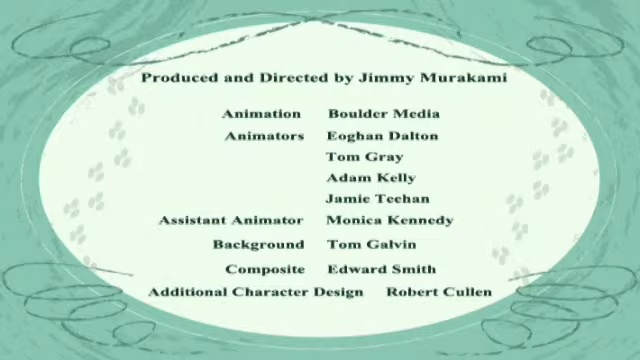 Produced and Directed by Jimmy Murakami
Animation Boulder Media
Animators Eoghan Dalton
Tom Gray
Adam Kelly
Jamie Teehan
Assistant Animator Monica Kennedy
Background Tom Galvin
Composite Edward Smith
Additional Character Design Robert Cullen